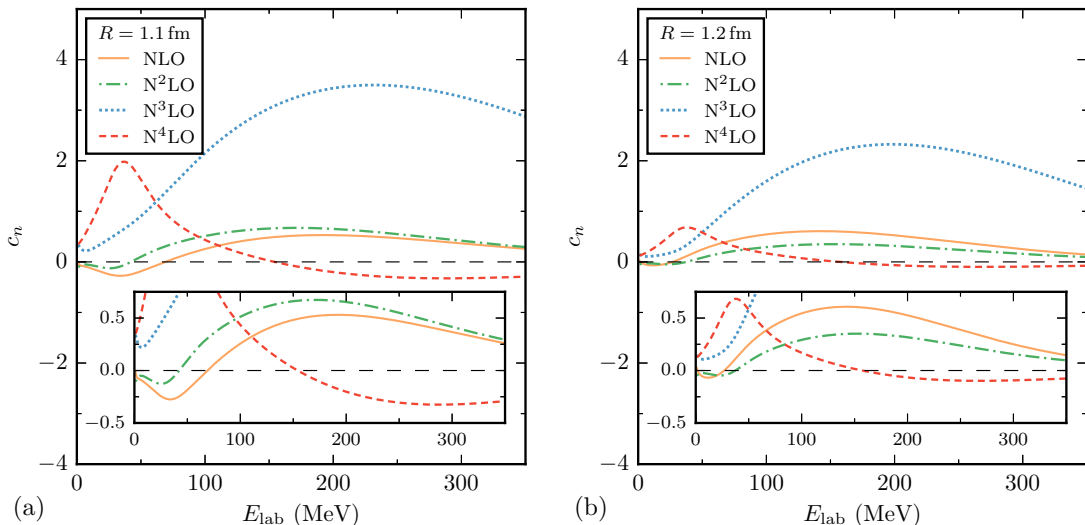 R = 1.1 fm
NLO
N²LO
N³LO
N⁴LO
4
2
0
−2
−4
c_n
0.5
0.0
−0.5
0 100 200 300
0 100 200 300
(a)
E_lab (MeV)
R = 1.2 fm
NLO
N²LO
N³LO
N⁴LO
4
2
0
−2
−4
c_n
0.5
0.0
−0.5
0 100 200 300
0 100 200 300
(b)
E_lab (MeV)